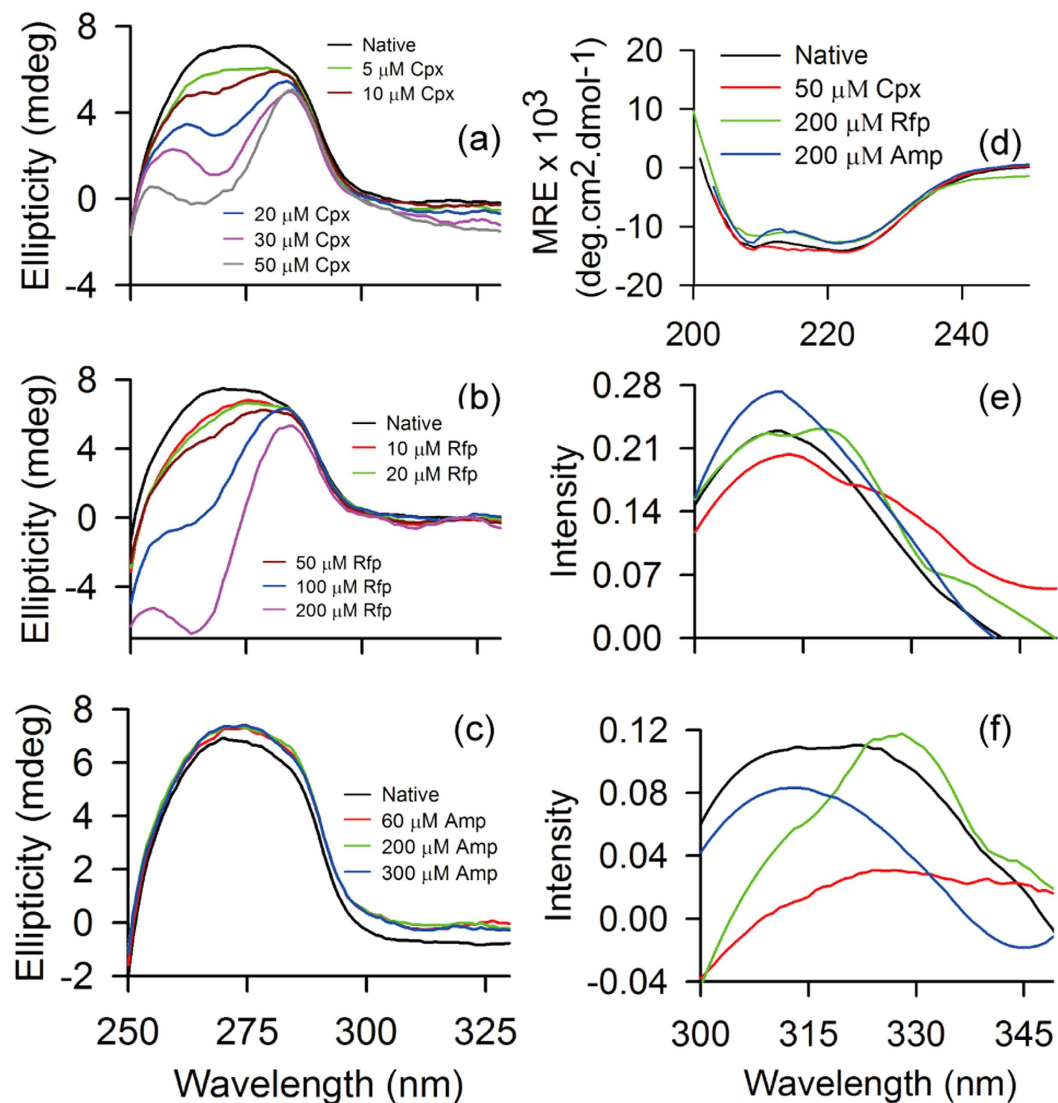 8
4
0
-4
Ellipticity (mdeg)
Native
5 μM Cpx
10 μM Cpx
(a)
20 μM Cpx
30 μM Cpx
50 μM Cpx
8
4
0
-4
Ellipticity (mdeg)
(b)
Native
10 μM Rfp
20 μM Rfp
50 μM Rfp
100 μM Rfp
200 μM Rfp
8
6
4
2
0
-2
Ellipticity (mdeg)
(c)
Native
60 μM Amp
200 μM Amp
300 μM Amp
250
275
300
325
Wavelength (nm)
20
10
0
-10
-20
MRE x 10³
(deg.cm2.dmol-1)
Native
50 μM Cpx
200 μM Rfp
200 μM Amp
(d)
200
220
240
0.28
0.21
0.14
0.07
0.00
Intensity
(e)
0.12
0.08
0.04
0.00
-0.04
Intensity
(f)
300
315
330
345
Wavelength (nm)